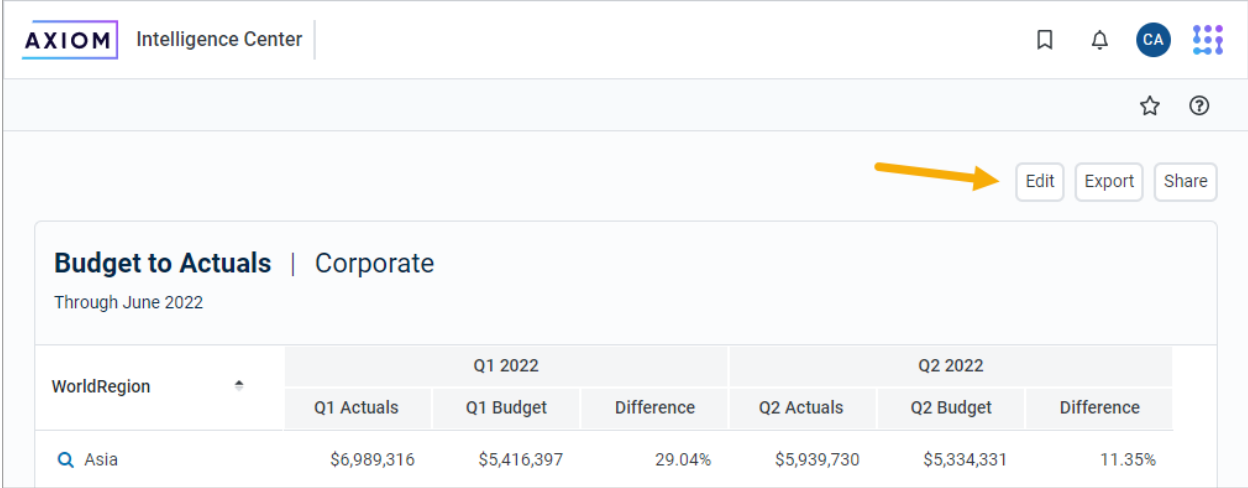 AXIOM Intelligence Center
CA
Edit Export Share
Budget to Actuals | Corporate
Through June 2022
WorldRegion
Q1 2022 Q2 2022
Q1 Actuals Q1 Budget Difference Q2 Actuals Q2 Budget Difference
Asia $6,989,316 $5,416,397 29.04% $5,939,730 $5,334,331 11.35%